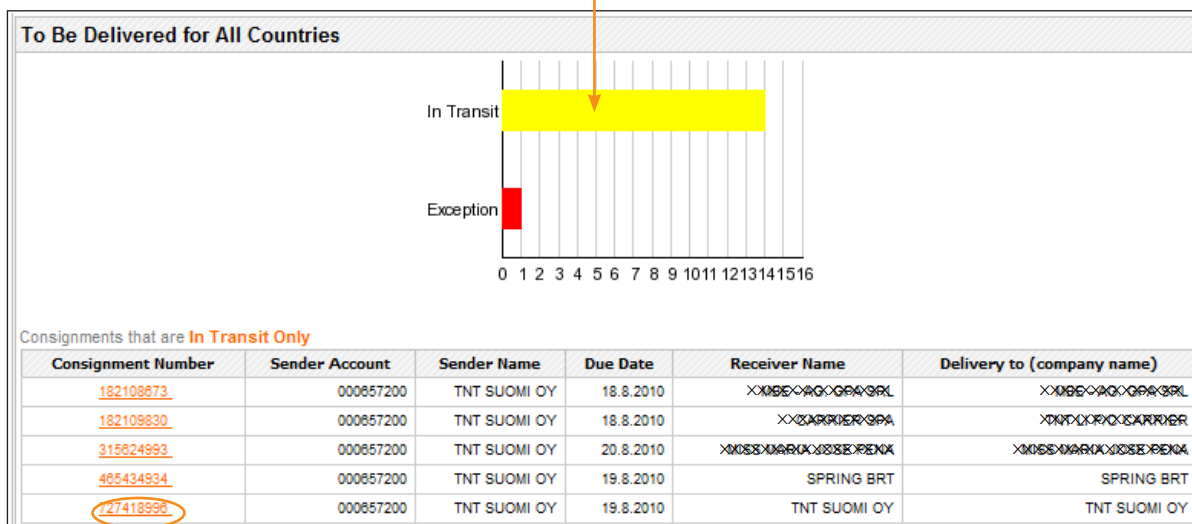 To Be Delivered for All Countries
In Transit
Exception
0 1 2 3 4 5 6 7 8 9 10 11 12 13 14 15 16
Consignments that are In Transit Only
Consignment Number Sender Account Sender Name Due Date Receiver Name Delivery to (company name)
182108673 000657200 TNT SUOMI OY 18.8.2010
182109830 000657200 TNT SUOMI OY 18.8.2010
315624993 000657200 TNT SUOMI OY 20.8.2010
465434934 000657200 TNT SUOMI OY 19.8.2010 SPRING BRT SPRING BRT
727418996 000657200 TNT SUOMI OY 19.8.2010 TNT SUOMI OY TNT SUOMI OY